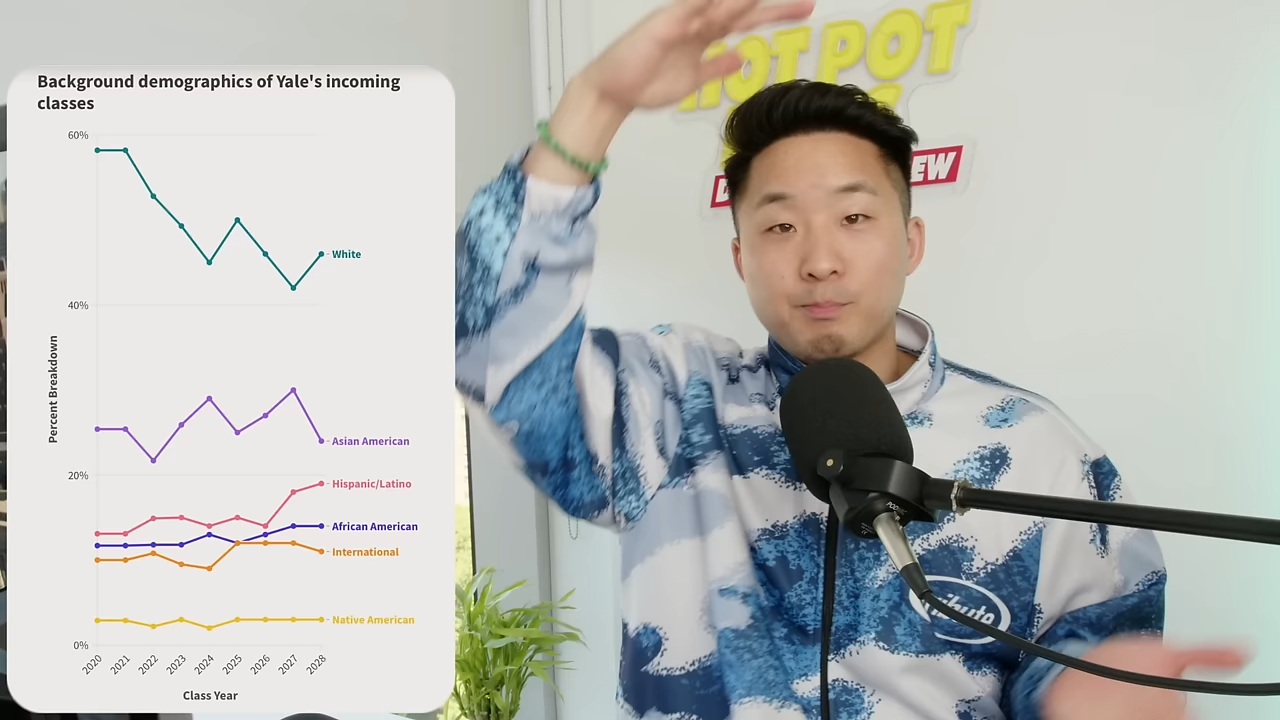 Background demographics of Yale's incoming
classes
60%
40%
20%
0%
Percent Breakdown
White
Asian American
Hispanic/Latino
African American
International
Native American
2020 2021 2022 2023 2024 2025 2026 2027 2028
Class Year
HOT POT
EW
Tribute